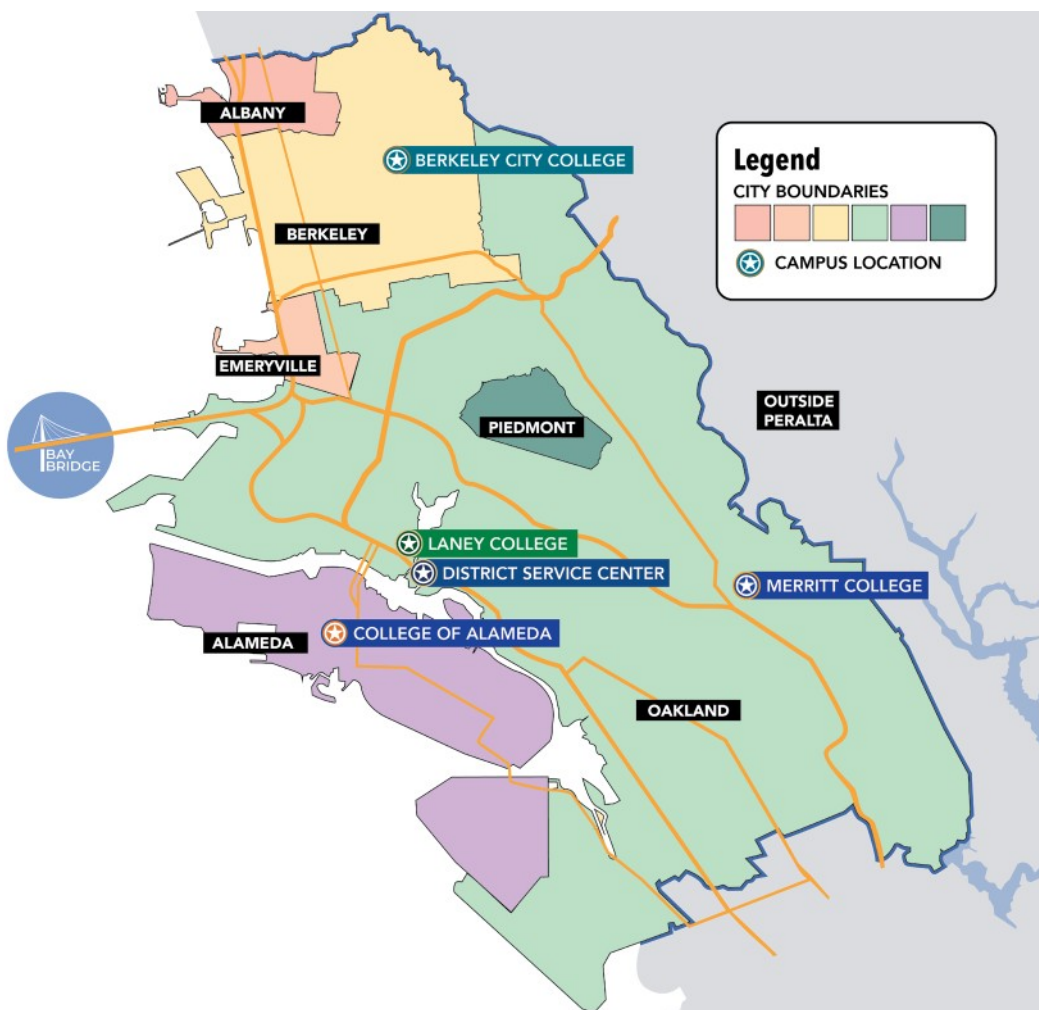 ALBANY
BERKELEY CITY COLLEGE
Legend
CITY BOUNDARIES
CAMPUS LOCATION
BERKELEY
EMERYVILLE
OUTSIDE
PERALTA
PIEDMONT
BAY
BRIDGE
LANEY COLLEGE
DISTRICT SERVICE CENTER
MERRITT COLLEGE
COLLEGE OF ALAMEDA
ALAMEDA
OAKLAND